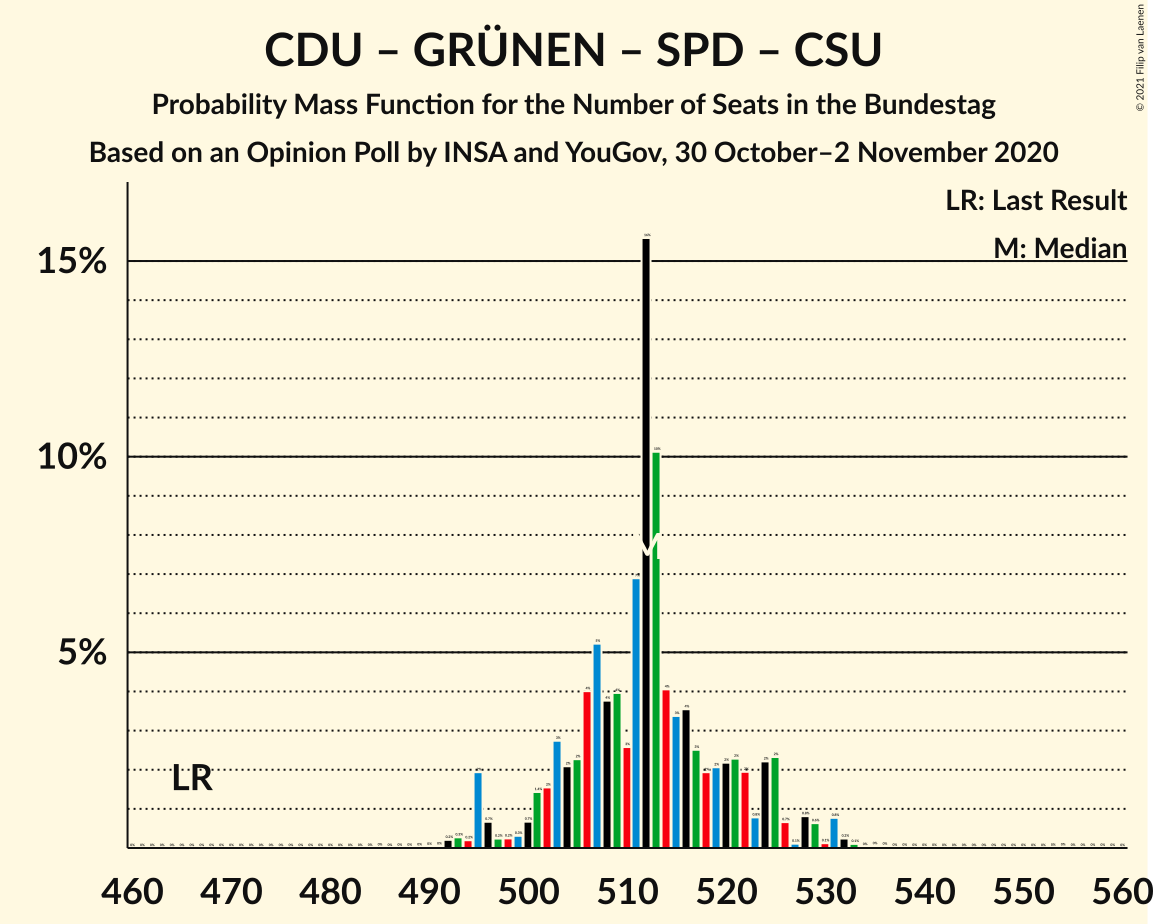 CDU – GRÜNEN – SPD – CSU
Probability Mass Function for the Number of Seats in the Bundestag
Based on an Opinion Poll by INSA and YouGov, 30 October–2 November 2020
© 2021 Filip van Laenen
LR: Last Result
M: Median
15%
10%
5%
LR
M
460 470 480 490 500 510 520 530 540 550 560